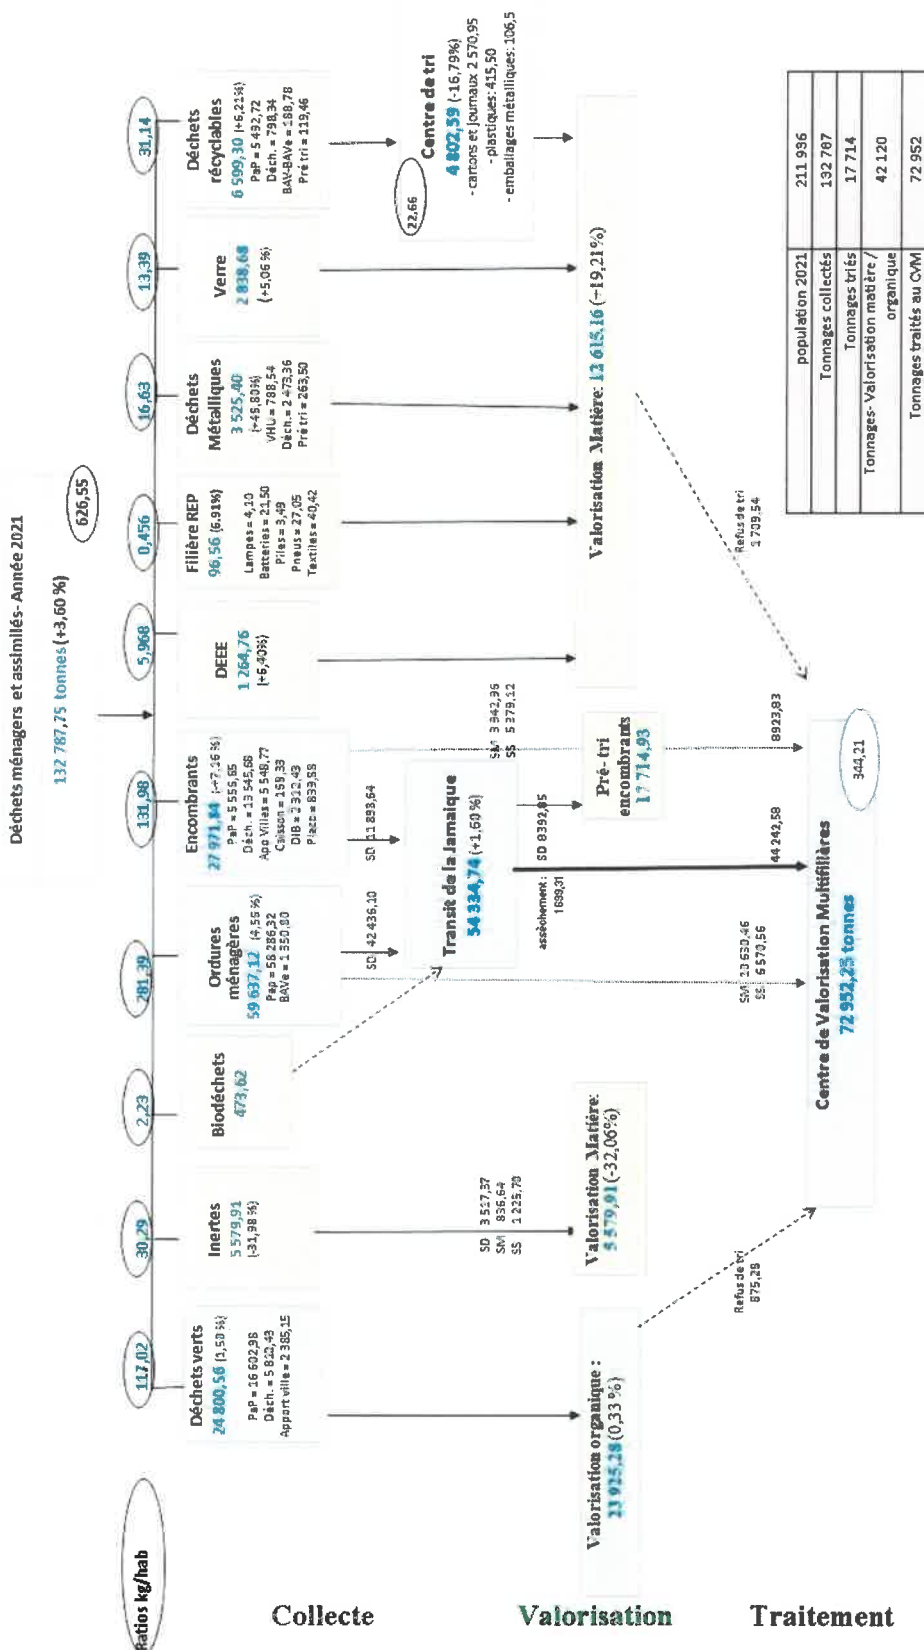 Déchets ménagers et assimilés- Année 2021
132 787,75 tonnes (+3,60 %)
626,55
Ratios kg/hab
117,02
30,29
2,23
281,39
131,98
5,968
0,456
16,63
13,39
31,14
Collecte
Déchets verts
24 800,56 (1,50 %)
PaP = 16 602,98
Déch. = 5 812,43
Apport ville = 2 385,15
Inertes
5 579,91
(-31,98 %)
Biodéchets
473,62
Ordures
ménagères
59 637,12 (4,56 %)
Pap = 58 286,32
BAVe = 1 350,80
Encombrants
27 971,84 (+7,16 %)
PaP = 5 556,65
Déch. = 13 545,68
Apo Villes = 5 548,77
Caisson = 169,33
DIB = 2 312,43
Placo = 833,98
DEEE
1 264,76
(+6,40%)
Filière REP
96,56 (6.91%)
Lampes = 4,10
Batteries = 21,50
Piles = 3,49
Pneus = 27,05
Textiles = 40,42
Déchets
Métalliques
3 525,40
(+46,80%)
VHU = 788,54
Déch. = 2 473,36
Pré tri = 263,50
Verre
2 838,68
(+5,06 %)
Déchets
récyclables
6 599,30 (+6,21%)
PaP = 5 492,72
Déch. = 798,34
BAV-BAVe = 188,78
Pré tri = 119,46
SD 42 436,10
SD 11 898,64
Transit de la Jamaique
54 334,74 (+1,60 %)
22,66
Centre de tri
4 802,59 (-16,79%)
- cartons et journaux 2 570,95
- plastiques: 415,50
- emballages métalliques: 106,5
SD 3 517,37
SM 836,64
SS 1 225,70
assèchement :
1 699,31
SD 8392,85
SM 3 942,96
SS 5 379,12
Valorisation
Valorisation organique :
23 925,28 (0,33 %)
Valorisation Matière:
5 579,91 (-32,06%)
Pré- tri
encombrants
17 714,93
Valorisation Matière: 12 615,16 (-19,21%)
Refus de tri
875,28
SM 10 630,46
SS 6 570,56
44 242,58
8923,83
Refus de tri
1 709,54
Traitement
Centre de Valorisation Multifilières
72 952,25 tonnes
344,21
population 2021 211 936
Tonnages collectés 132 787
Tonnages triés 17 714
Tonnages- Valorisation matière / organique 42 120
Tonnages traités au CVM 72 952